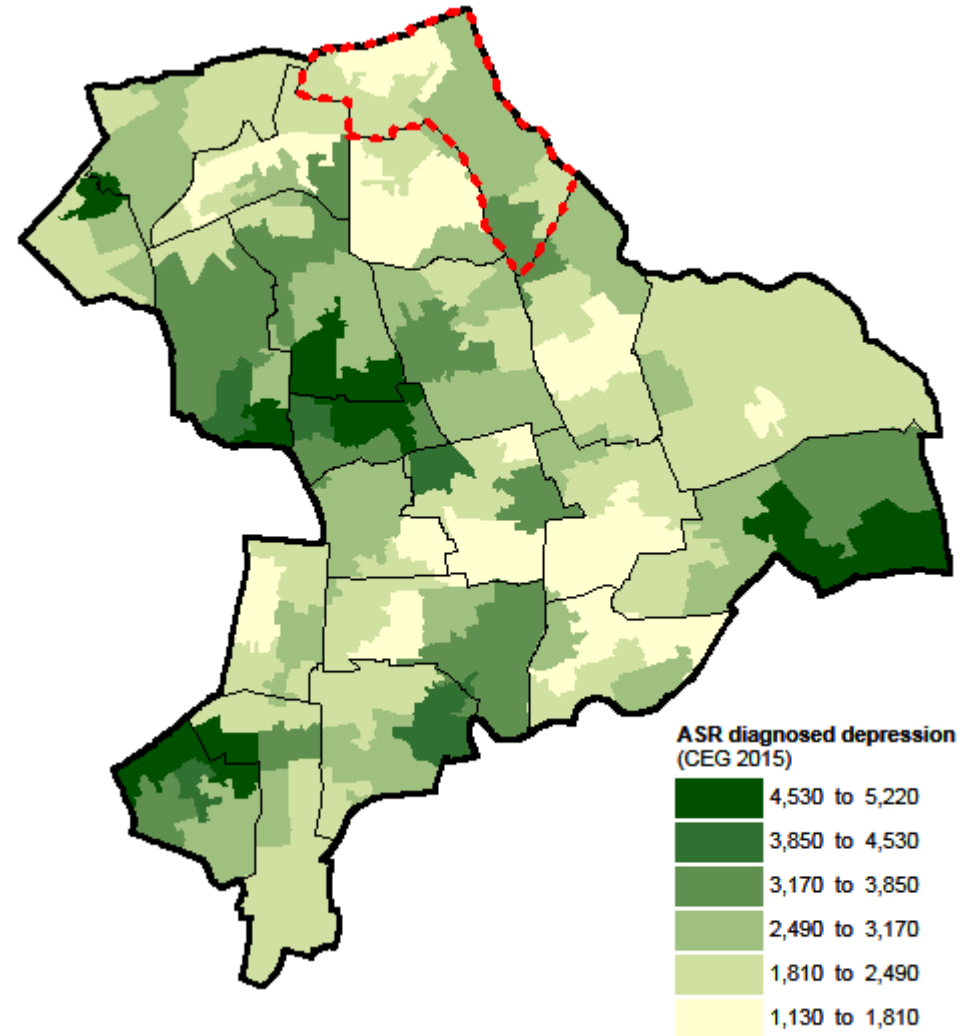 ASR diagnosed depression
(CEG 2015)
4,530 to 5,220
3,850 to 4,530
3,170 to 3,850
2,490 to 3,170
1,810 to 2,490
1,130 to 1,810